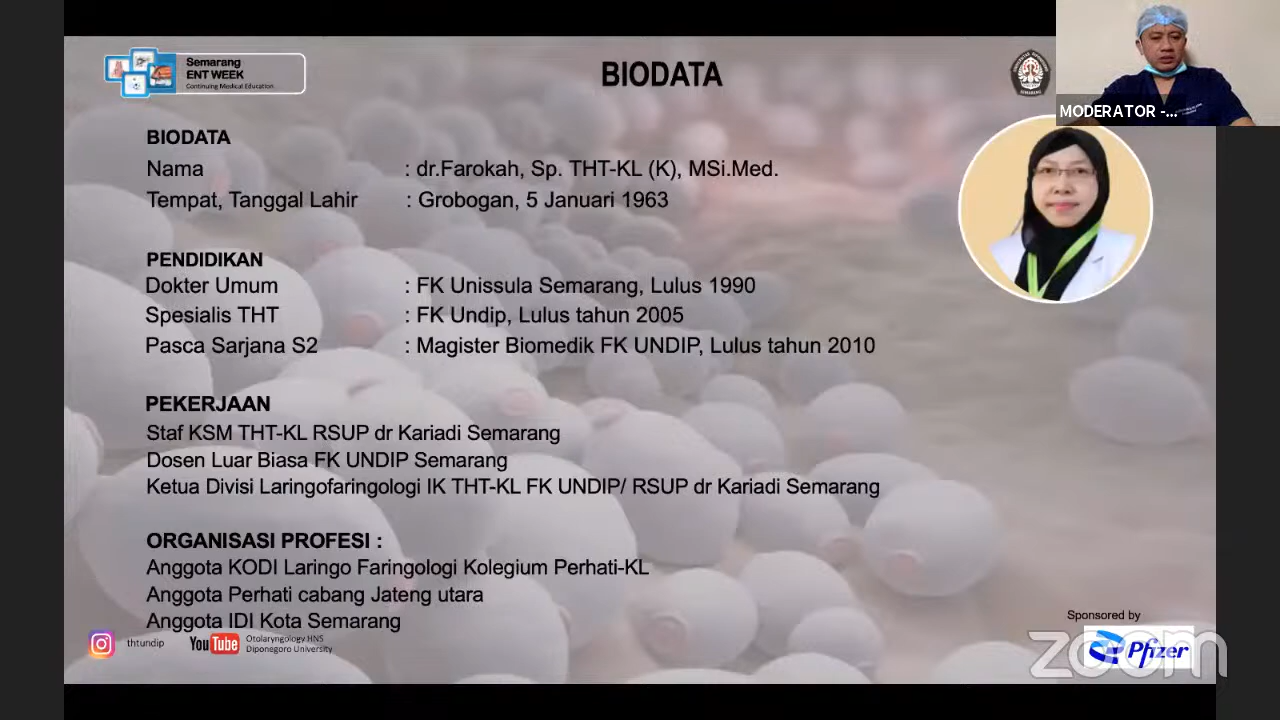 Semarang
ENT WEEK
Continuing Medical Education
BIODATA
MODERATOR -...
BIODATA
Nama : dr.Farokah, Sp. THT-KL (K), MSi.Med.
Tempat, Tanggal Lahir : Grobogan, 5 Januari 1963
PENDIDIKAN
Dokter Umum : FK Unissula Semarang, Lulus 1990
Spesialis THT : FK Undip, Lulus tahun 2005
Pasca Sarjana S2 : Magister Biomedik FK UNDIP, Lulus tahun 2010
PEKERJAAN
Staf KSM THT-KL RSUP dr Kariadi Semarang
Dosen Luar Biasa FK UNDIP Semarang
Ketua Divisi Laringofaringologi IK THT-KL FK UNDIP/ RSUP dr Kariadi Semarang
ORGANISASI PROFESI :
Anggota KODI Laringo Faringologi Kolegium Perhati-KL
Anggota Perhati cabang Jateng utara
Anggota IDI Kota Semarang
thtundip
YouTube
Otolaryngology HNS
Diponegoro University
Sponsored by
Pfizer
zoom